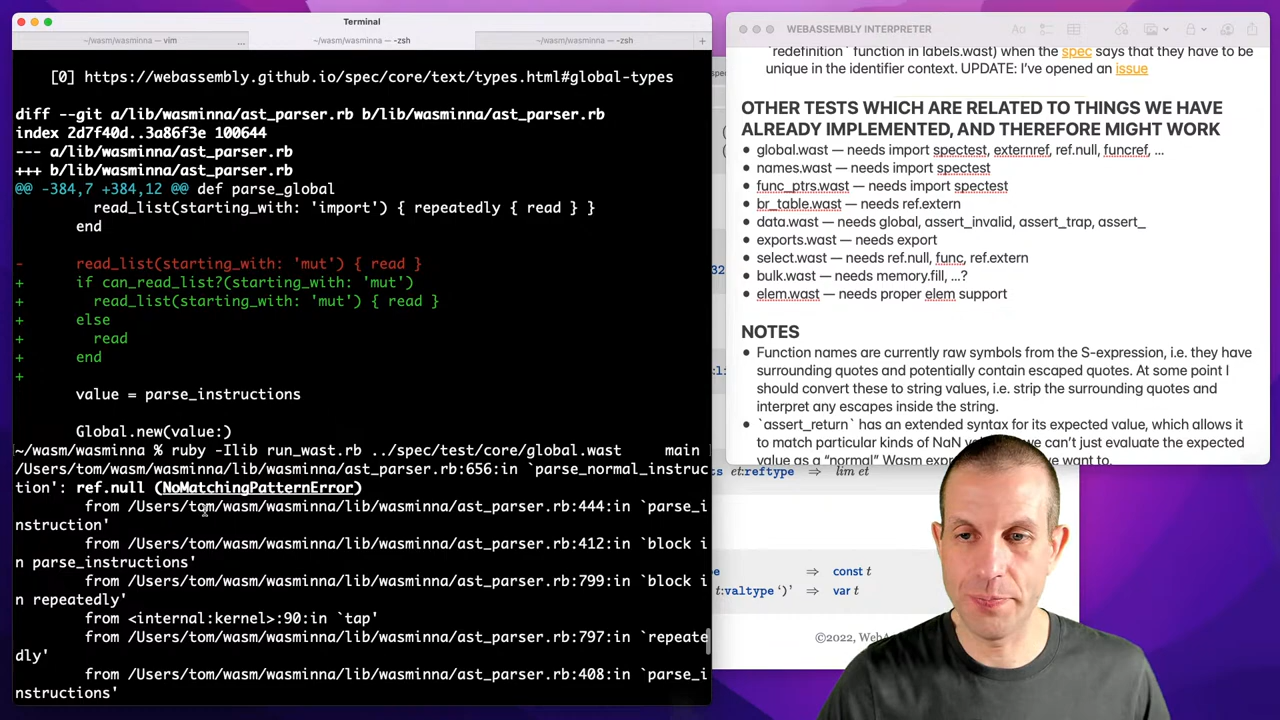 Terminal
~/wasm/wasminna — vim
...
~/wasm/wasminna — -zsh
~/wasm/wasminna — -zsh
+
[0] https://webassembly.github.io/spec/core/text/types.html#global-types
diff --git a/lib/wasminna/ast_parser.rb b/lib/wasminna/ast_parser.rb
index 2d7f40d..3a86f3e 100644
--- a/lib/wasminna/ast_parser.rb
+++ b/lib/wasminna/ast_parser.rb
@@ -384,7 +384,12 @@ def parse_global
read_list(starting_with: 'import') { repeatedly { read } }
end
-      read_list(starting_with: 'mut') { read }
+      if can_read_list?(starting_with: 'mut')
+        read_list(starting_with: 'mut') { read }
+      else
+        read
+      end
+
value = parse_instructions
Global.new(value:)
~/wasm/wasminna % ruby -Ilib run_wast.rb ../spec/test/core/global.wast main
/Users/tom/wasm/wasminna/lib/wasminna/ast_parser.rb:656:in `parse_normal_instruc
tion': ref.null (NoMatchingPatternError)
from /Users/tom/wasm/wasminna/lib/wasminna/ast_parser.rb:444:in `parse_i
nstruction'
from /Users/tom/wasm/wasminna/lib/wasminna/ast_parser.rb:412:in `block i
n parse_instructions'
from /Users/tom/wasm/wasminna/lib/wasminna/ast_parser.rb:799:in `block i
n repeatedly'
from <internal:kernel>:90:in `tap'
from /Users/tom/wasm/wasminna/lib/wasminna/ast_parser.rb:797:in `repeate
dly'
from /Users/tom/wasm/wasminna/lib/wasminna/ast_parser.rb:408:in `parse_i
nstructions'
WEBASSEMBLY INTERPRETER
`redefinition` function in labels.wast) when the spec says that they have to be
unique in the identifier context. UPDATE: I've opened an issue
OTHER TESTS WHICH ARE RELATED TO THINGS WE HAVE
ALREADY IMPLEMENTED, AND THEREFORE MIGHT WORK
• global.wast — needs import spectest, externref, ref.null, funcref, ...
• names.wast — needs import spectest
• func_ptrs.wast — needs import spectest
• br_table.wast — needs ref.extern
• data.wast — needs global, assert_invalid, assert_trap, assert_
• exports.wast — needs export
• select.wast — needs ref.null, func, ref.extern
• bulk.wast — needs memory.fill, ...?
• elem.wast — needs proper elem support
NOTES
• Function names are currently raw symbols from the S-expression, i.e. they have
surrounding quotes and potentially contain escaped quotes. At some point I
should convert these to string values, i.e. strip the surrounding quotes and
interpret any escapes inside the string.
• `assert_return` has an extended syntax for its expected value, which allows it
to match particular kinds of NaN we can't just evaluate the expected
value as a "normal" Wasm we want to.
et:reftype ⇒ lim et
⇒ const t
t:valtype ')' ⇒ var t
©2022,